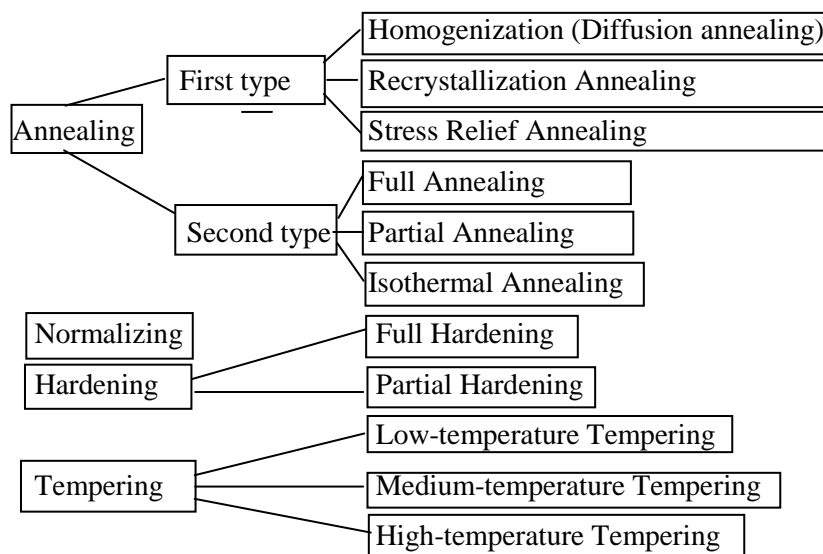 Homogenization (Diffusion annealing)
First type
Recrystallization Annealing
Annealing
Stress Relief Annealing
Full Annealing
Second type
Partial Annealing
Isothermal Annealing
Normalizing
Full Hardening
Hardening
Partial Hardening
Low-temperature Tempering
Tempering
Medium-temperature Tempering
High-temperature Tempering